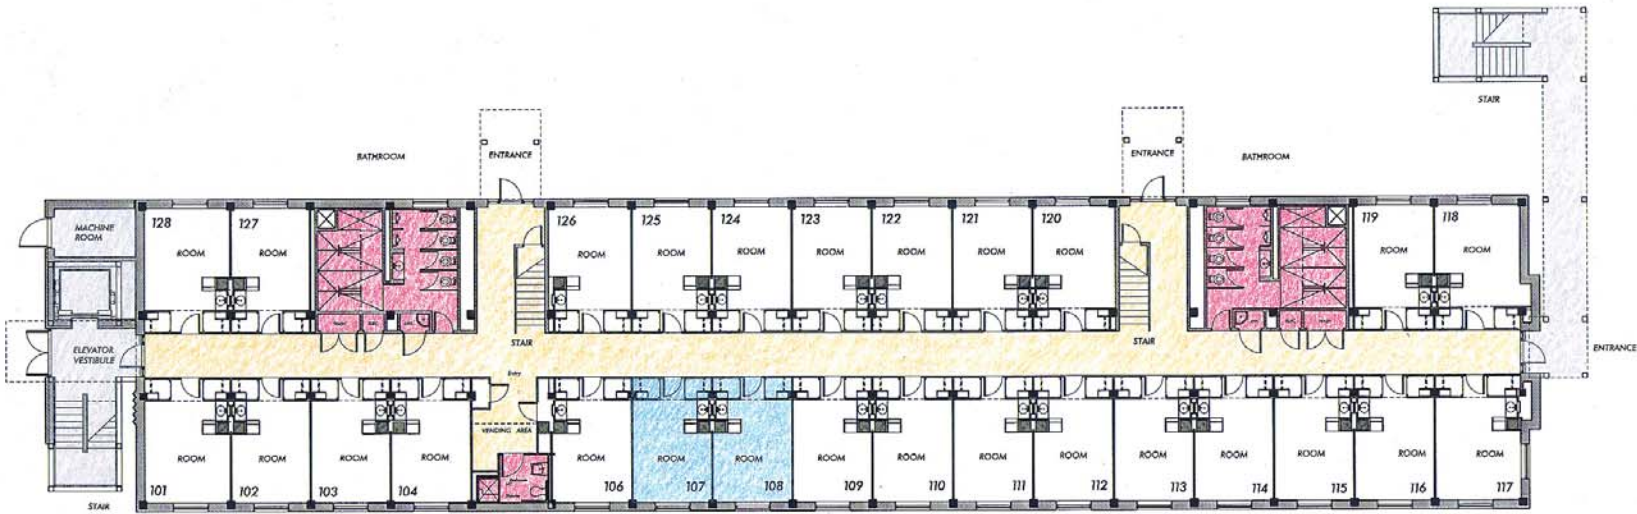 STAIR
BATHROOM
ENTRANCE
ENTRANCE
BATHROOM
MACHINE
ROOM
128
ROOM
127
ROOM
126
ROOM
125
ROOM
124
ROOM
123
ROOM
122
ROOM
121
ROOM
120
ROOM
119
ROOM
118
ROOM
ELEVATOR
VESTIBULE
STAIR
STAIR
ENTRANCE
Entry
VENDING AREA
ROOM
101
ROOM
102
ROOM
103
ROOM
104
ROOM
106
ROOM
107
ROOM
108
ROOM
109
ROOM
110
ROOM
111
ROOM
112
ROOM
113
ROOM
114
ROOM
115
ROOM
116
ROOM
117
STAIR